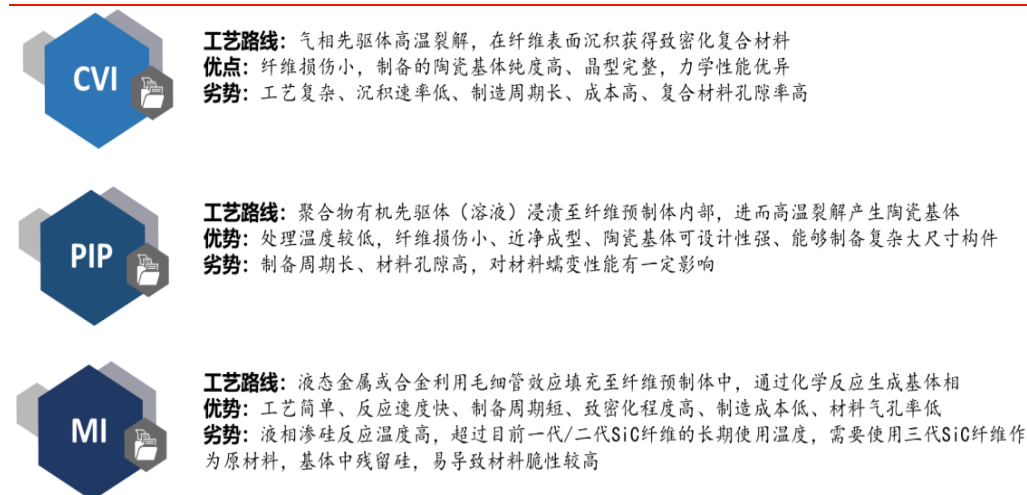 CVI
工艺路线：气相先驱体高温裂解，在纤维表面沉积获得致密化复合材料
优点：纤维损伤小，制备的陶瓷基体纯度高、晶型完整，力学性能优异
劣势：工艺复杂、沉积速率低、制造周期长、成本高、复合材料孔隙率高
PIP
工艺路线：聚合物有机先驱体（溶液）浸渍至纤维预制体内部，进而高温裂解产生陶瓷基体
优势：处理温度较低，纤维损伤小、近净成型、陶瓷基体可设计性强、能够制备复杂大尺寸构件
劣势：制备周期长、材料孔隙高，对材料蠕变性能有一定影响
MI
工艺路线：液态金属或合金利用毛细管效应填充至纤维预制体中，通过化学反应生成基体相
优势：工艺简单、反应速度快、制备周期短、致密化程度高、制造成本低、材料气孔率低
劣势：液相渗硅反应温度高，超过目前一代/二代SiC纤维的长期使用温度，需要使用三代SiC纤维作
为原材料，基体中残留硅，易导致材料脆性较高